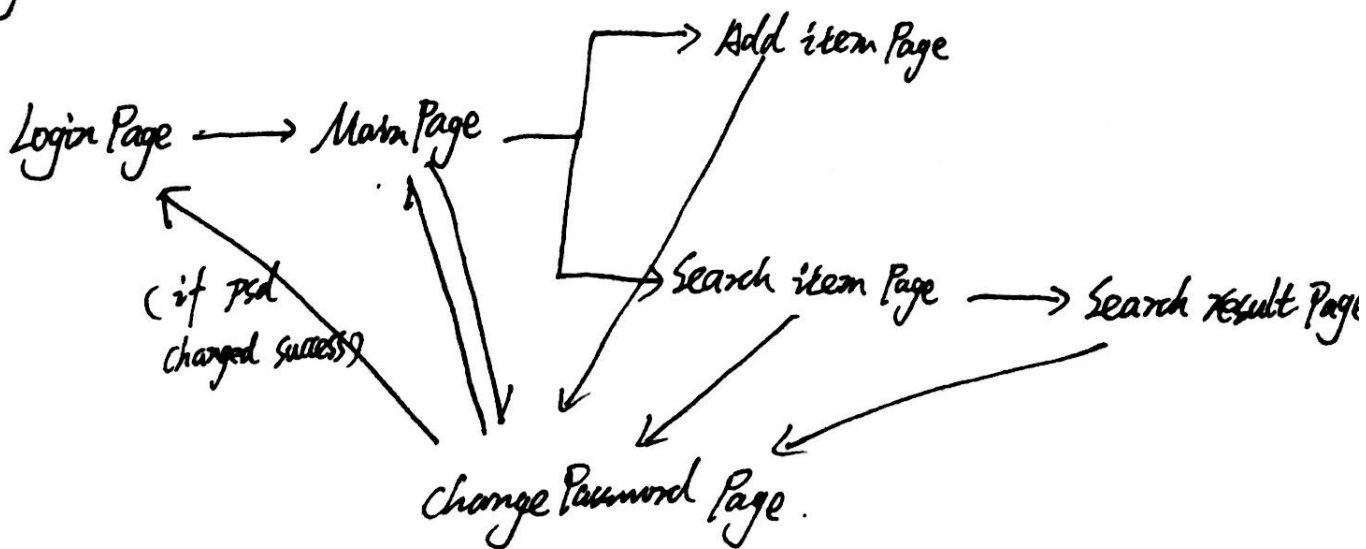 Add item Page
Login Page
Main Page
Search item Page
Search result Page
(if psd
changed success)
Change Password Page.